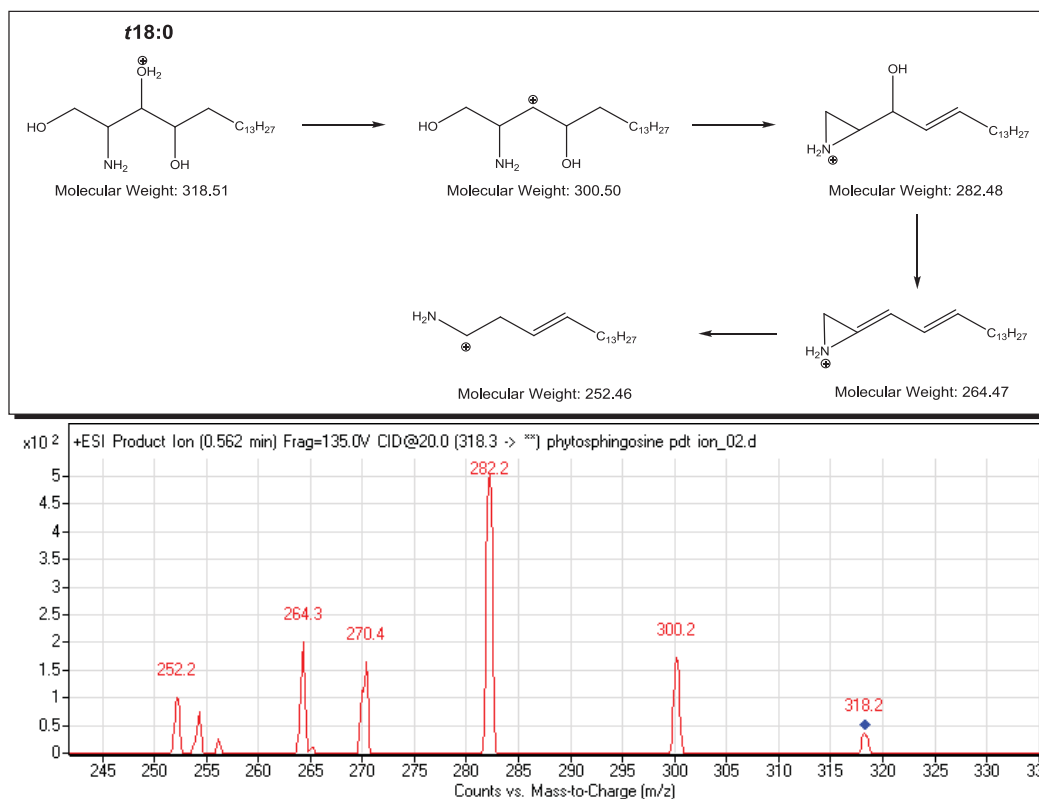 t18:0
⊕
OH₂
HO
NH₂
OH
C₁₃H₂₇
Molecular Weight: 318.51
⊕
HO
NH₂
OH
C₁₃H₂₇
Molecular Weight: 300.50
OH
H₂N
⊕
C₁₃H₂₇
Molecular Weight: 282.48
H₂N
⊕
C₁₃H₂₇
Molecular Weight: 252.46
H₂N
⊕
C₁₃H₂₇
Molecular Weight: 264.47
x10 2 +ESI Product Ion (0.562 min) Frag=135.0V CID@20.0 (318.3 -> **) phytosphingosine pdt ion_02.d
5
4.5
4
3.5
3
2.5
2
1.5
1
0.5
0
252.2
264.3
270.4
282.2
300.2
318.2
245 250 255 260 265 270 275 280 285 290 295 300 305 310 315 320 325 330 33
Counts vs. Mass-to-Charge (m/z)